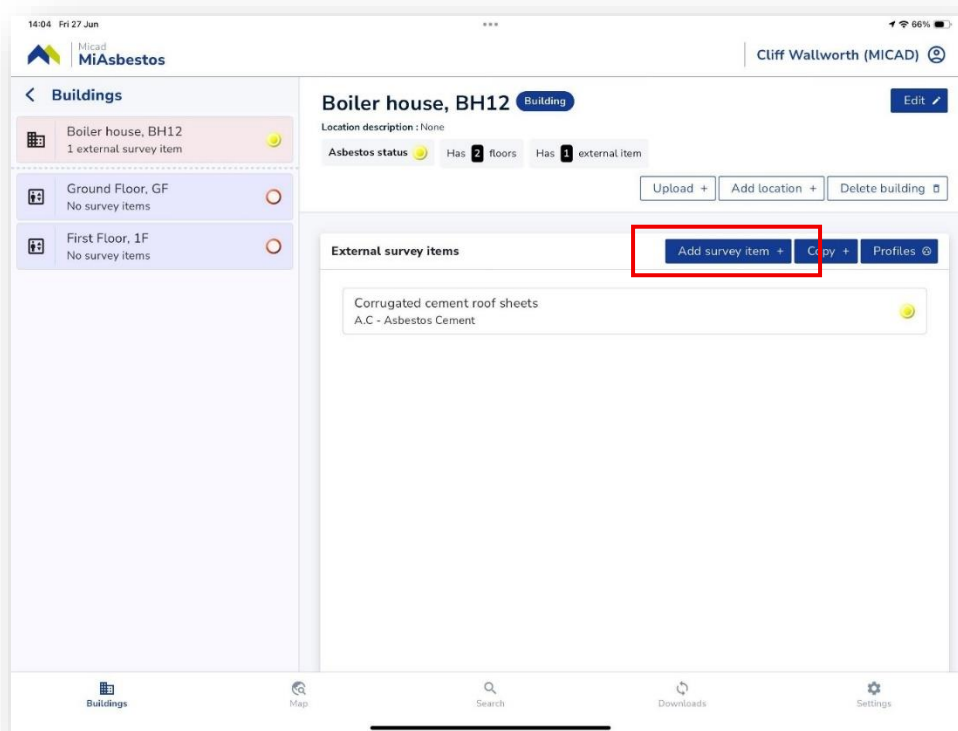 14:04 Fri 27 Jun
66%
Micad
MiAsbestos
Cliff Wallworth (MICAD)
Buildings
Boiler house, BH12
1 external survey item
Ground Floor, GF
No survey items
First Floor, 1F
No survey items
Boiler house, BH12 Building
Edit
Location description : None
Asbestos status Has 2 floors Has 1 external item
Upload + Add location + Delete building
External survey items Add survey item + Copy + Profiles
Corrugated cement roof sheets
A.C - Asbestos Cement
Buildings Map Search Downloads Settings